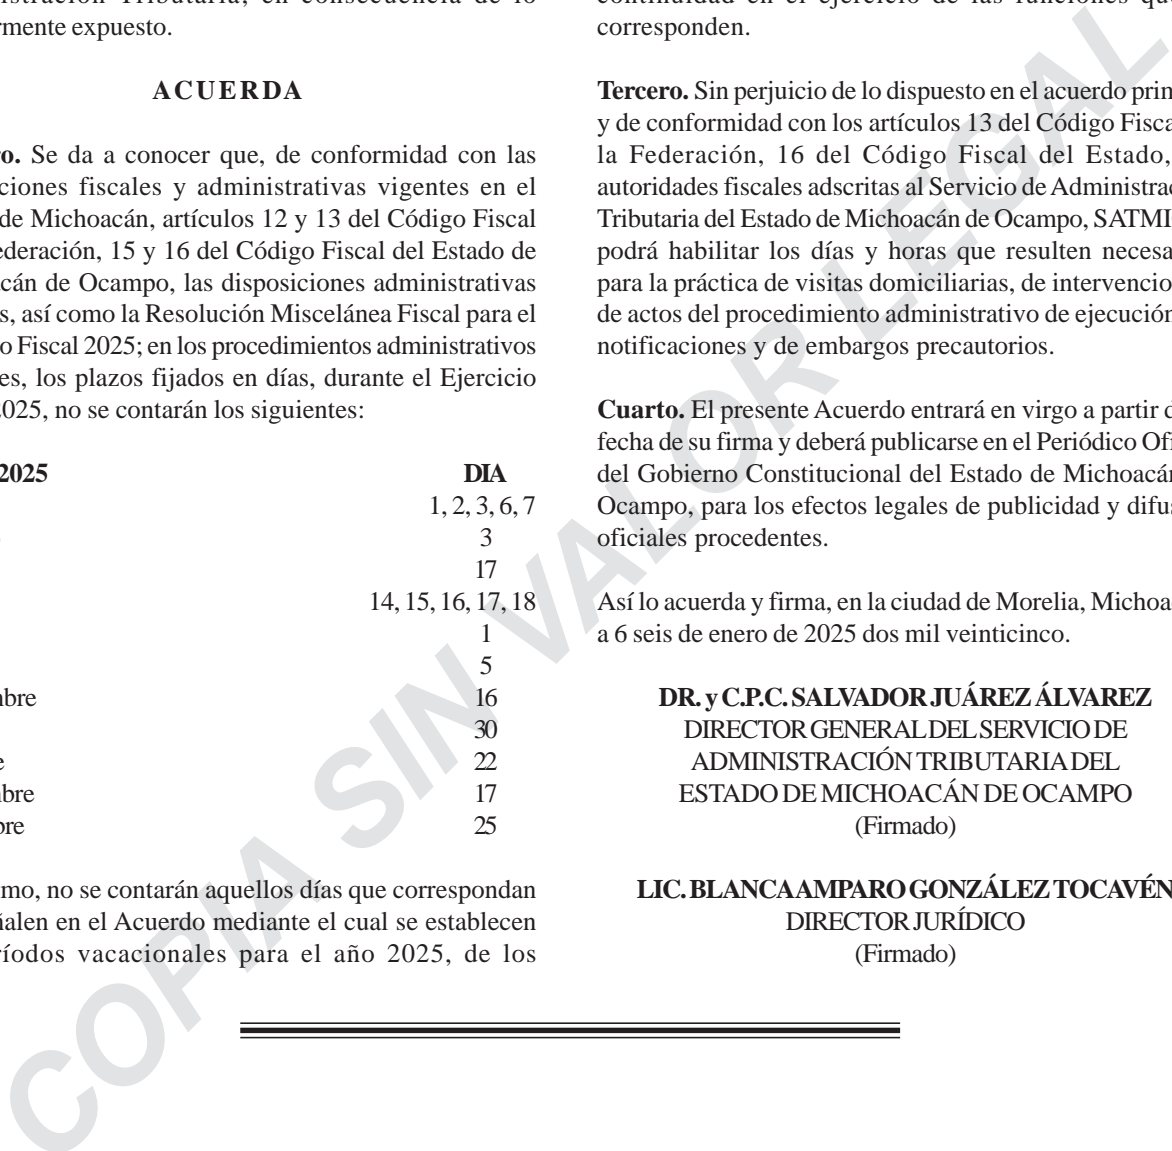 rmente expuesto.
ACUERDA
ro. Se da a conocer que, de conformidad con las
ciones fiscales y administrativas vigentes en el
de Michoacán, artículos 12 y 13 del Código Fiscal
ederación, 15 y 16 del Código Fiscal del Estado de
cán de Ocampo, las disposiciones administrativas
s, así como la Resolución Miscelánea Fiscal para el
o Fiscal 2025; en los procedimientos administrativos
es, los plazos fijados en días, durante el Ejercicio
2025, no se contarán los siguientes:
2025 DIA
1, 2, 3, 6, 7
3
17
14, 15, 16, 17, 18
1
5
mbre 16
30
e 22
mbre 17
bre 25
mo, no se contarán aquellos días que correspondan
ñalen en el Acuerdo mediante el cual se establecen
ríodos vacacionales para el año 2025, de los
continuidad en el ejercicio de las funciones que
corresponden.
Tercero. Sin perjuicio de lo dispuesto en el acuerdo prim
y de conformidad con los artículos 13 del Código Fisca
la Federación, 16 del Código Fiscal del Estado,
autoridades fiscales adscritas al Servicio de Administrac
Tributaria del Estado de Michoacán de Ocampo, SATMI
podrá habilitar los días y horas que resulten necesa
para la práctica de visitas domiciliarias, de intervencio
de actos del procedimiento administrativo de ejecución
notificaciones y de embargos precautorios.
Cuarto. El presente Acuerdo entrará en virgo a partir d
fecha de su firma y deberá publicarse en el Periódico Ofi
del Gobierno Constitucional del Estado de Michoacán
Ocampo, para los efectos legales de publicidad y difus
oficiales procedentes.
Así lo acuerda y firma, en la ciudad de Morelia, Michoa
a 6 seis de enero de 2025 dos mil veinticinco.
DR. y C.P.C. SALVADOR JUÁREZ ÁLVAREZ
DIRECTOR GENERAL DEL SERVICIO DE
ADMINISTRACIÓN TRIBUTARIA DEL
ESTADO DE MICHOACÁN DE OCAMPO
(Firmado)
LIC. BLANCA AMPARO GONZÁLEZ TOCAVÉN
DIRECTOR JURÍDICO
(Firmado)
COPIA SIN VALOR LEGAL